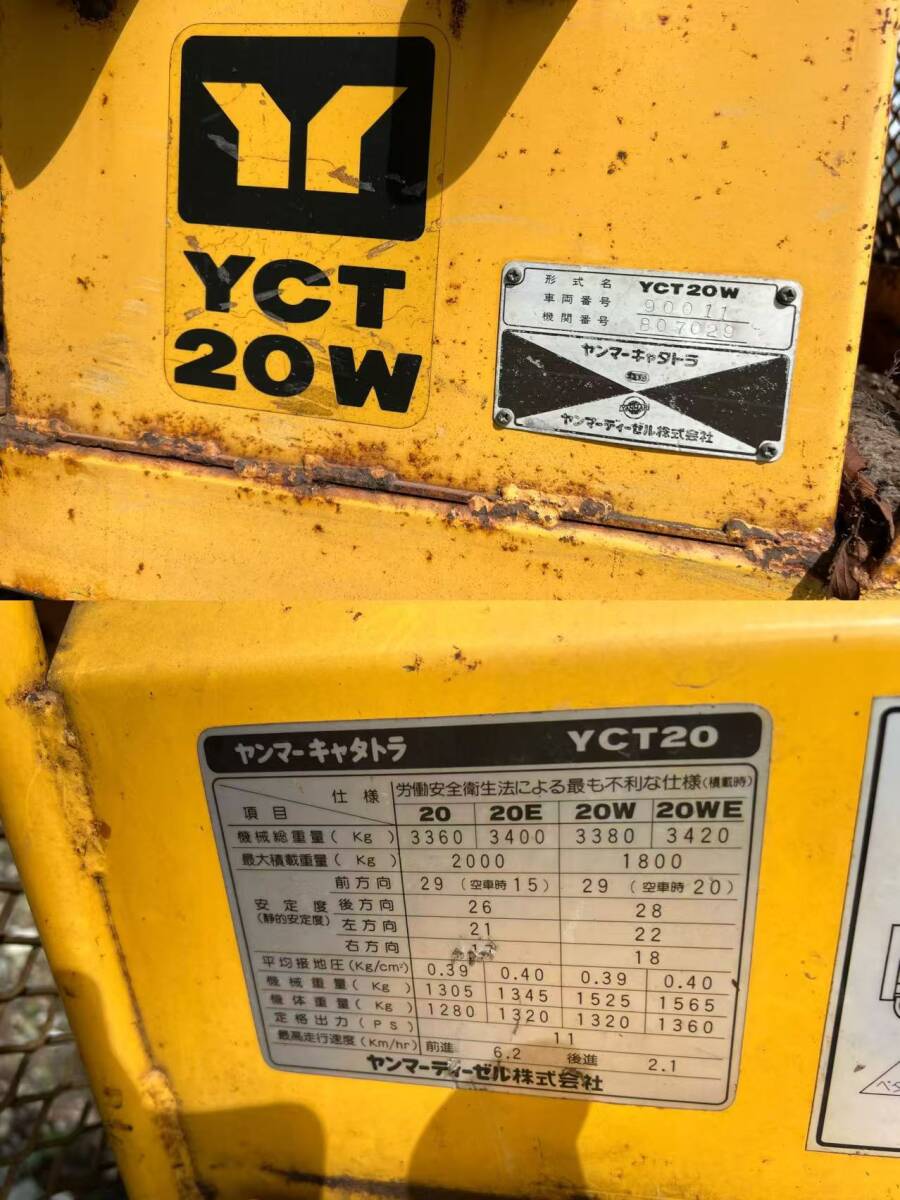 YCT
20W
形式名 YCT20W
車両番号 90011
機関番号 807029
ヤンマーキャタトラ
ヤンマーディーゼル株式会社
ヤンマーキャタトラ YCT20
仕様 労働安全衛生法による最も不利な仕様(積載時)
項目 20 20E 20W 20WE
機械総重量(Kg) 3360 3400 3380 3420
最大積載重量(Kg) 2000 1800
前方向 29 (空車時15) 29 (空車時20)
安定度 後方向 26 28
(静的安定度) 左方向 21 22
右方向 18
平均接地圧(Kg/cm²) 0.39 0.40 0.39 0.40
機械重量(Kg) 1305 1345 1525 1565
機体重量(Kg) 1280 1320 1320 1360
定格出力(PS) 11
最高走行速度(Km/hr) 前進 6.2 後進 2.1
ヤンマーディーゼル株式会社